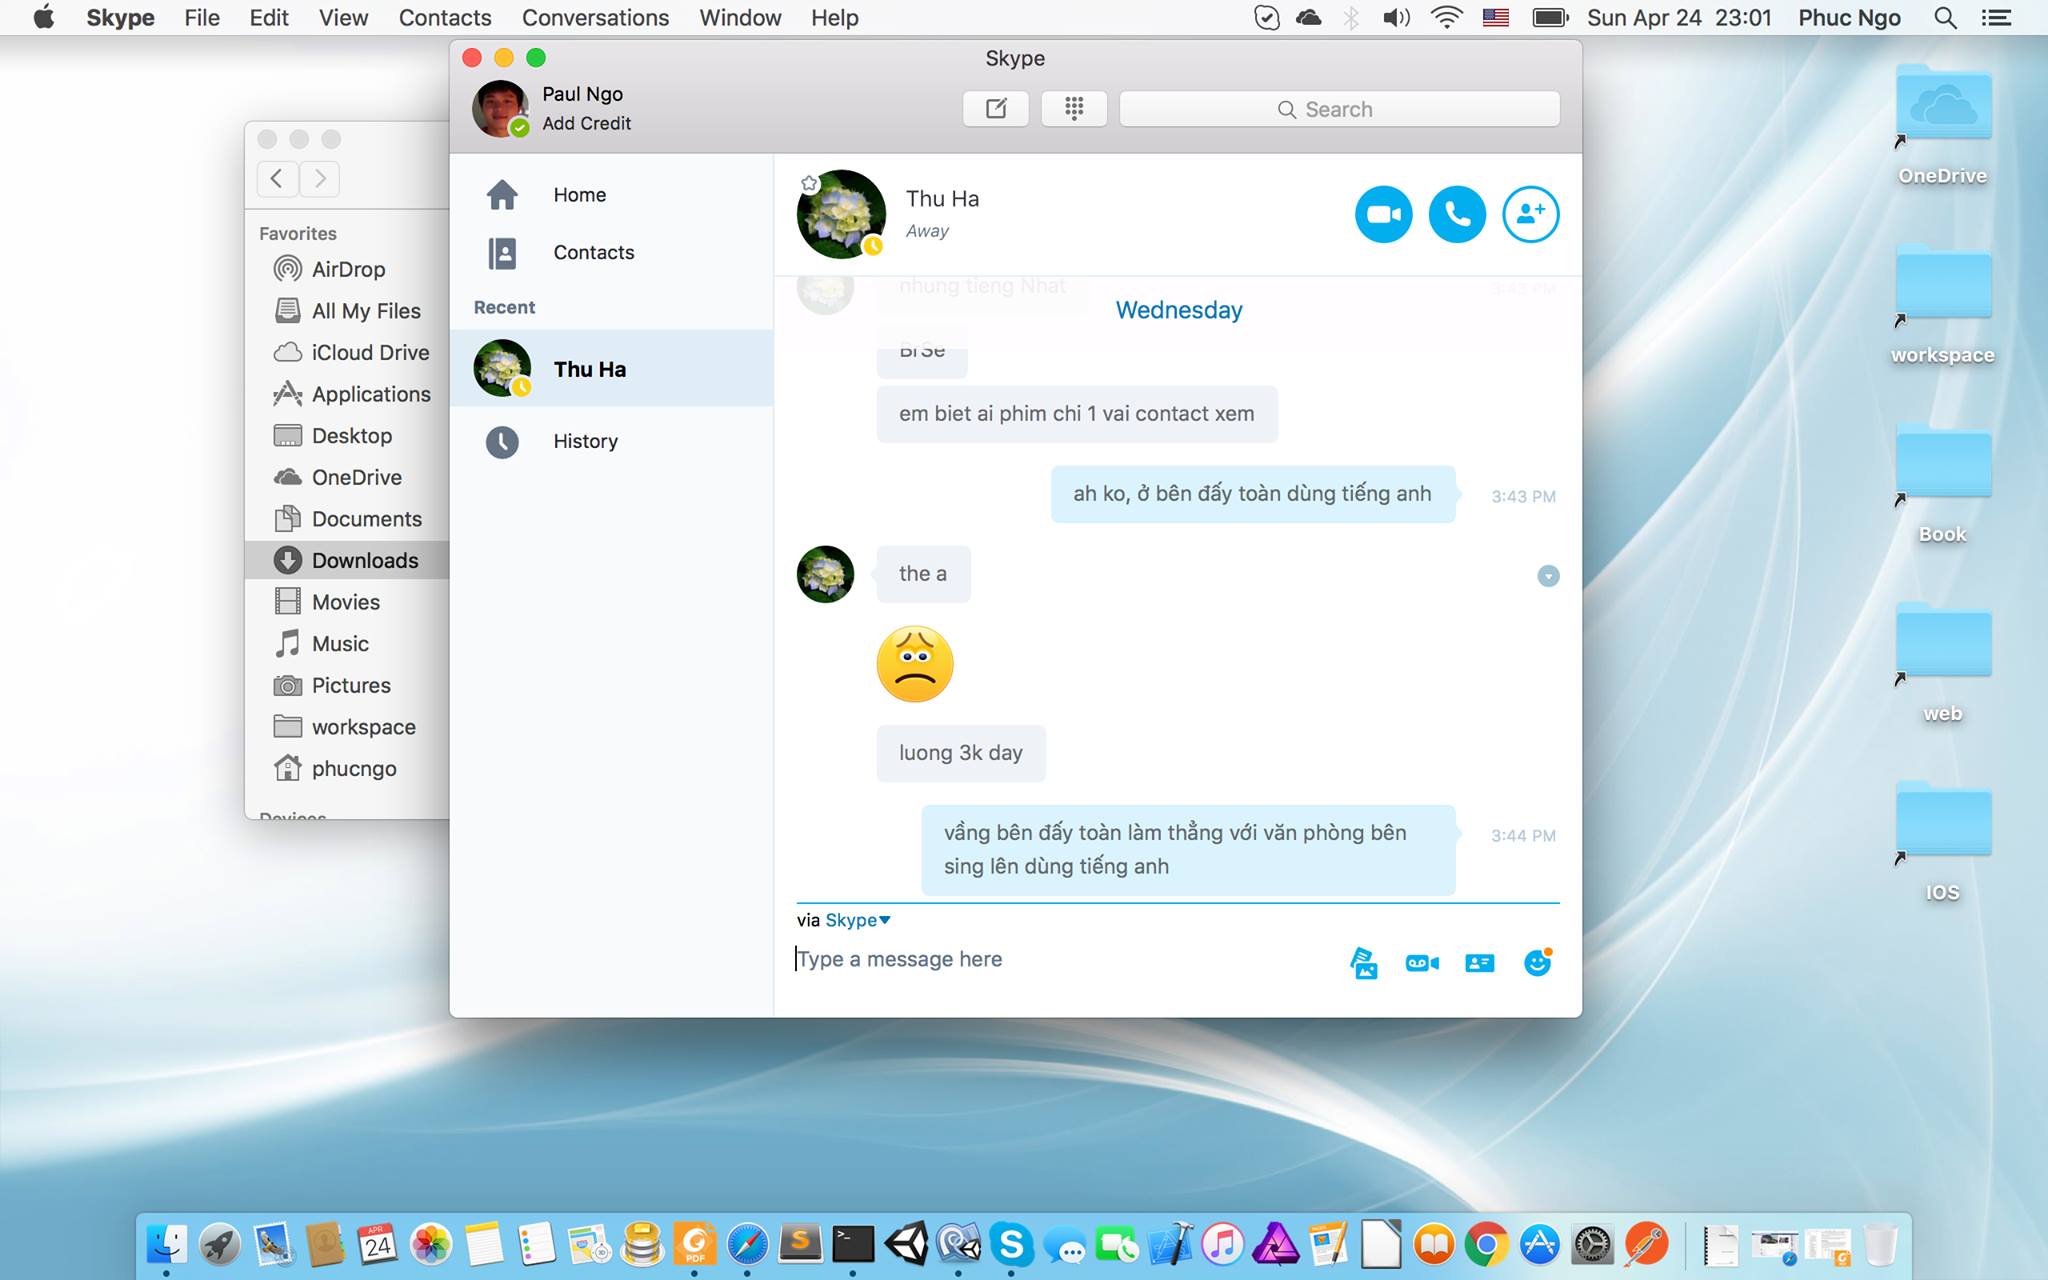 Skype File Edit View Contacts Conversations Window Help Sun Apr 24 23:01 Phuc Ngo
Skype
Paul Ngo
Add Credit
Search
Home
Contacts
Recent
Thu Ha
History
Thu Ha
Away
nhung tieng Nhat 3:43 PM
Wednesday
BrSe
em biet ai phim chi 1 vai contact xem
ah ko, ở bên đấy toàn dùng tiếng anh 3:43 PM
the a
luong 3k day
vầng bên đấy toàn làm thẳng với văn phòng bên
sing lên dùng tiếng anh
3:44 PM
via Skype
Type a message here
Favorites
AirDrop
All My Files
iCloud Drive
Applications
Desktop
OneDrive
Documents
Downloads
Movies
Music
Pictures
workspace
phucngo
Devices
OneDrive
workspace
Book
web
IOS
APR
24
PDF